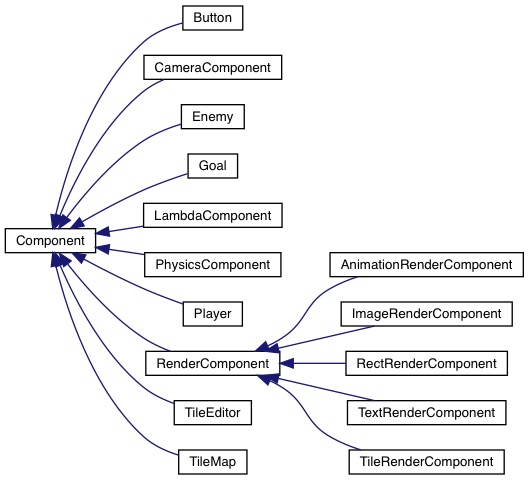 Button
CameraComponent
Enemy
Goal
LambdaComponent
Component
PhysicsComponent
AnimationRenderComponent
Player
ImageRenderComponent
RenderComponent
RectRenderComponent
TileEditor
TextRenderComponent
TileMap
TileRenderComponent